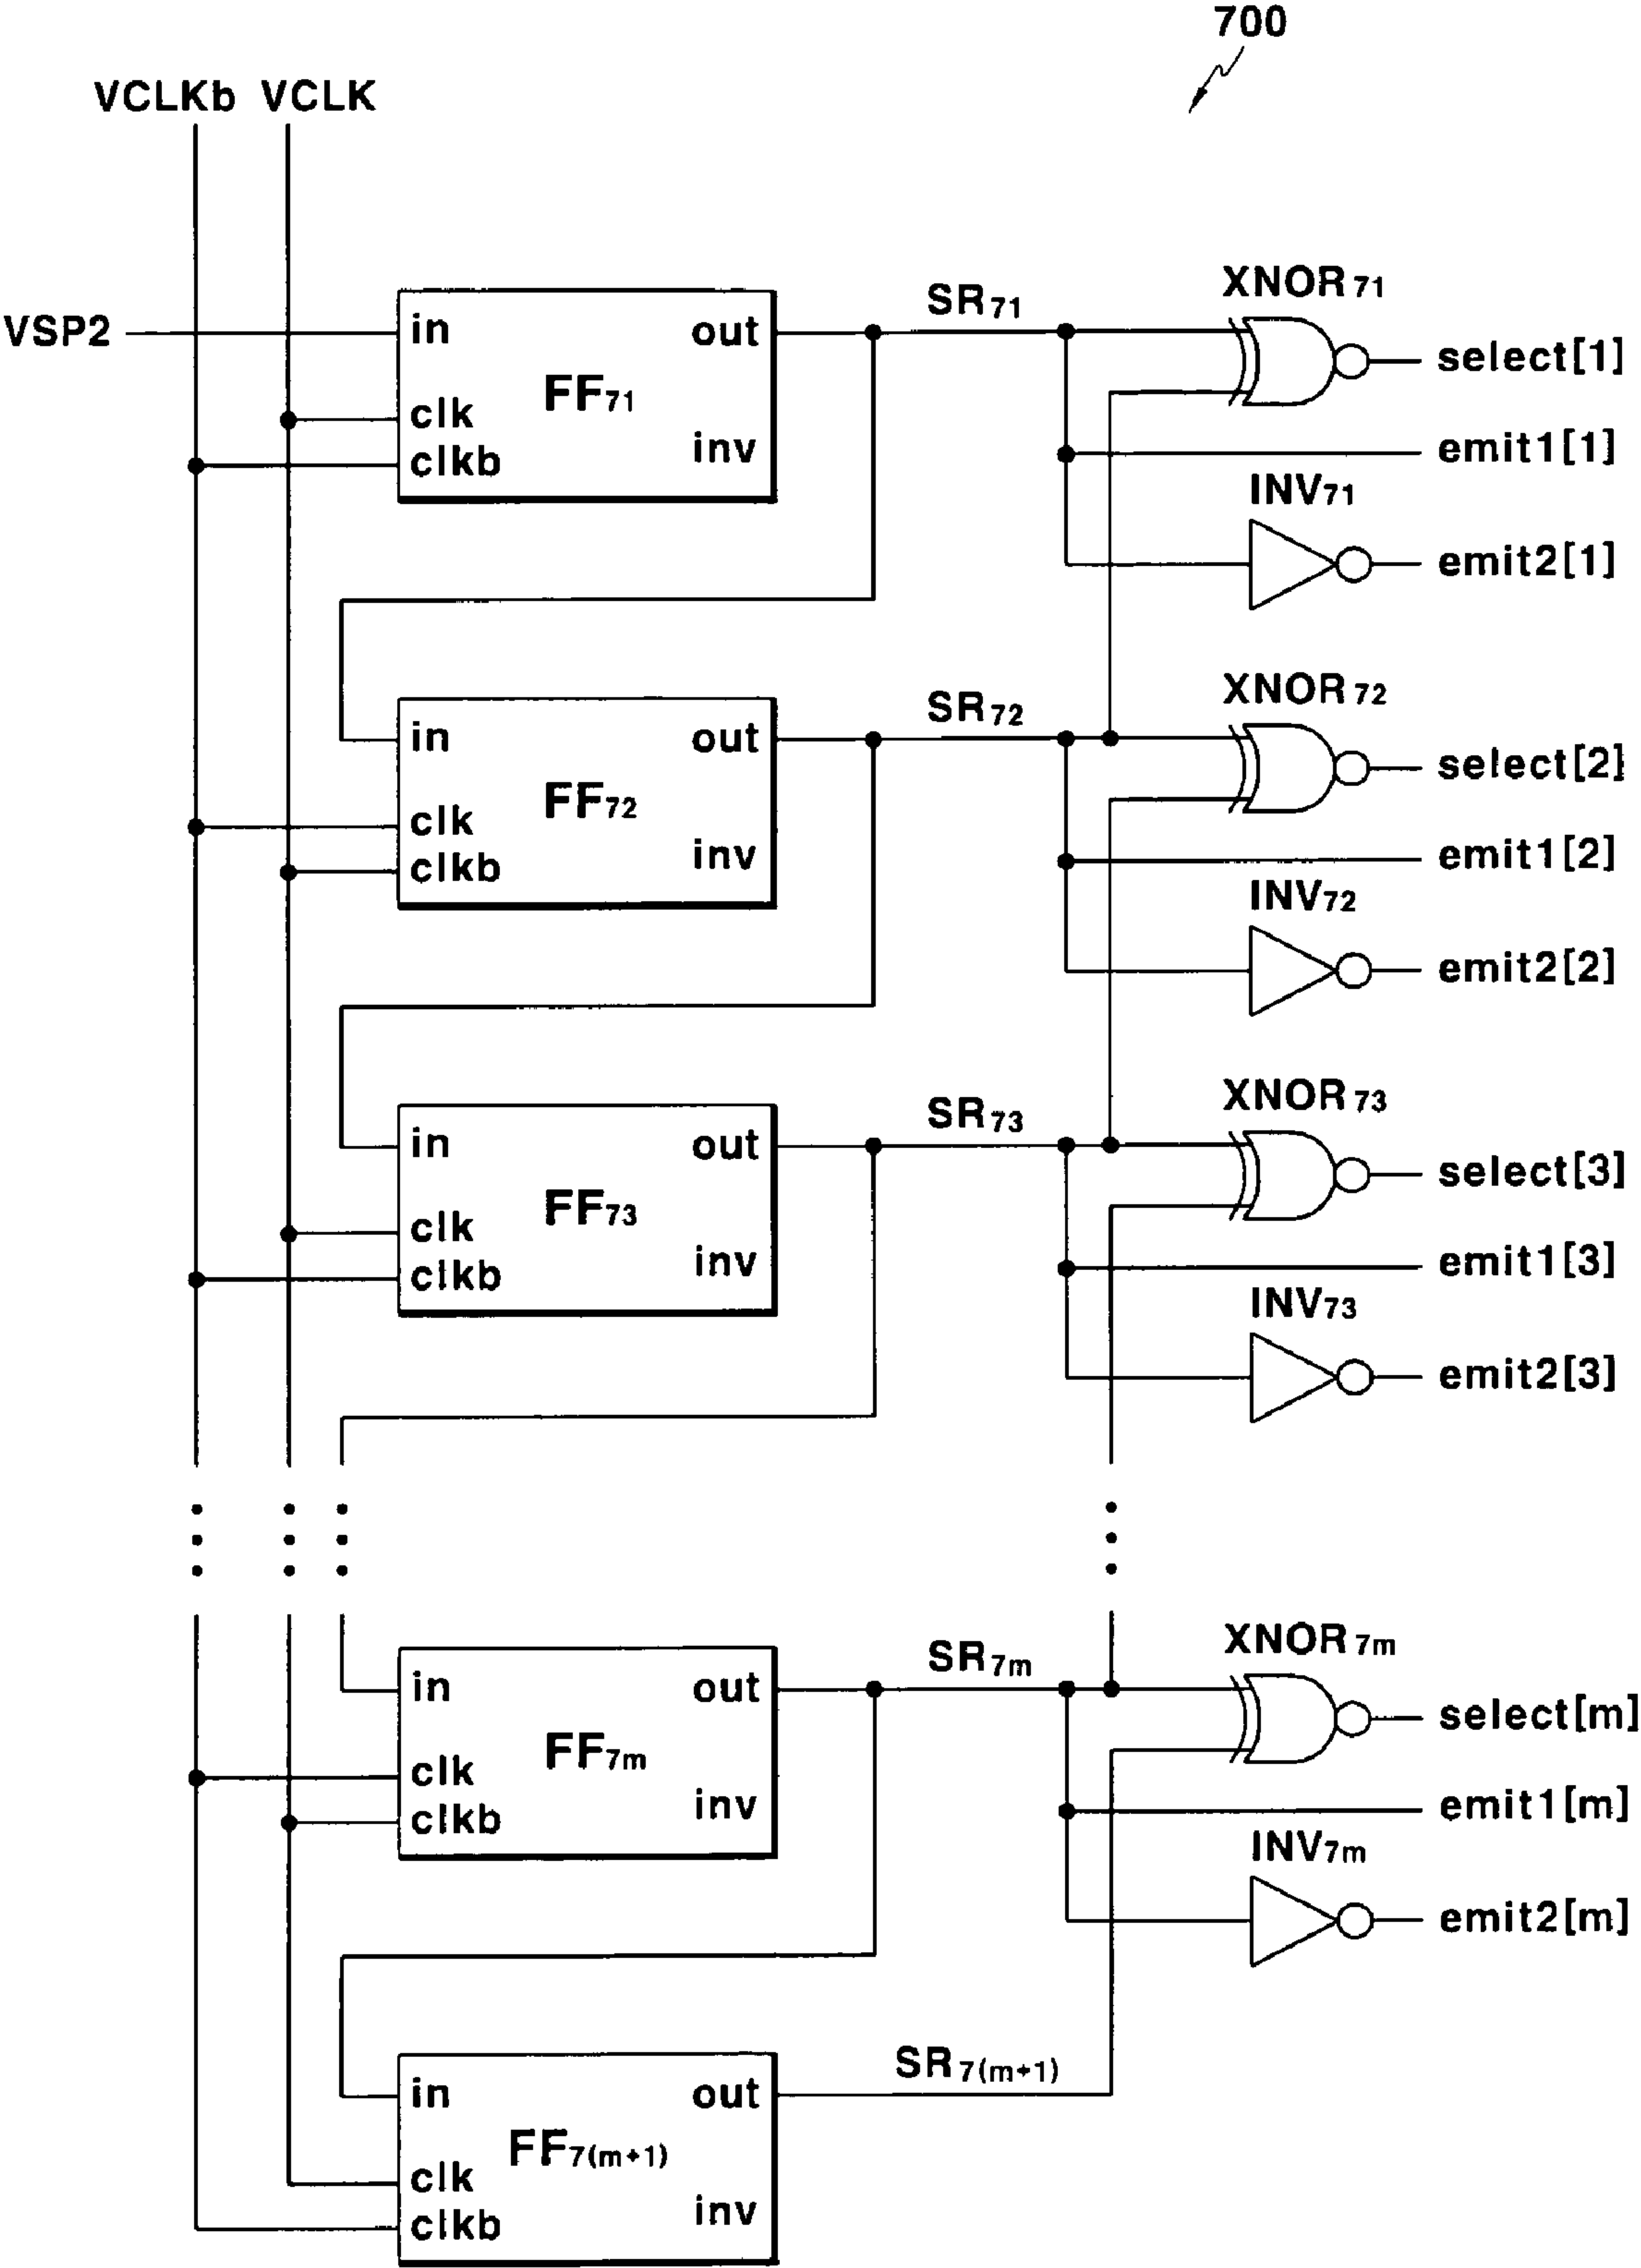 700
VCLKb VCLK
VSP2
in out
FF71
clk
clkb
inv
SR71
XNOR71
select[1]
emit1[1]
INV71
emit2[1]
in out
FF72
clk
clkb
inv
SR72
XNOR72
select[2]
emit1[2]
INV72
emit2[2]
in out
FF73
clk
clkb
inv
SR73
XNOR73
select[3]
emit1[3]
INV73
emit2[3]
in out
FF7m
clk
clkb
inv
SR7m
XNOR7m
select[m]
emit1[m]
INV7m
emit2[m]
in out
FF7(m+1)
clk
clkb
inv
SR7(m+1)